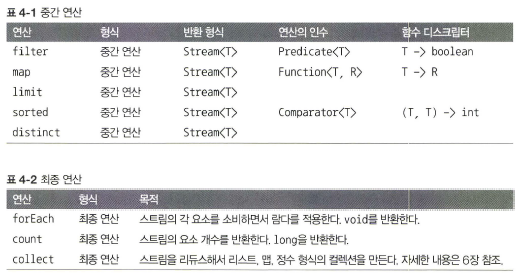 표 4-1 중간 연산
연산 형식 반환 형식 연산의 인수 함수 디스크립터
filter 중간 연산 Stream<T> Predicate<T> T -> boolean
map 중간 연산 Stream<T> Function<T, R> T -> R
limit 중간 연산 Stream<T>
sorted 중간 연산 Stream<T> Comparator<T> (T, T) -> int
distinct 중간 연산 Stream<T>
표 4-2 최종 연산
연산 형식 목적
forEach 최종 연산 스트림의 각 요소를 소비하면서 람다를 적용한다. void를 반환한다.
count 최종 연산 스트림의 요소 개수를 반환한다. long을 반환한다.
collect 최종 연산 스트림을 리듀스해서 리스트, 맵, 정수 형식의 컬렉션을 만든다. 자세한 내용은 6장 참조.